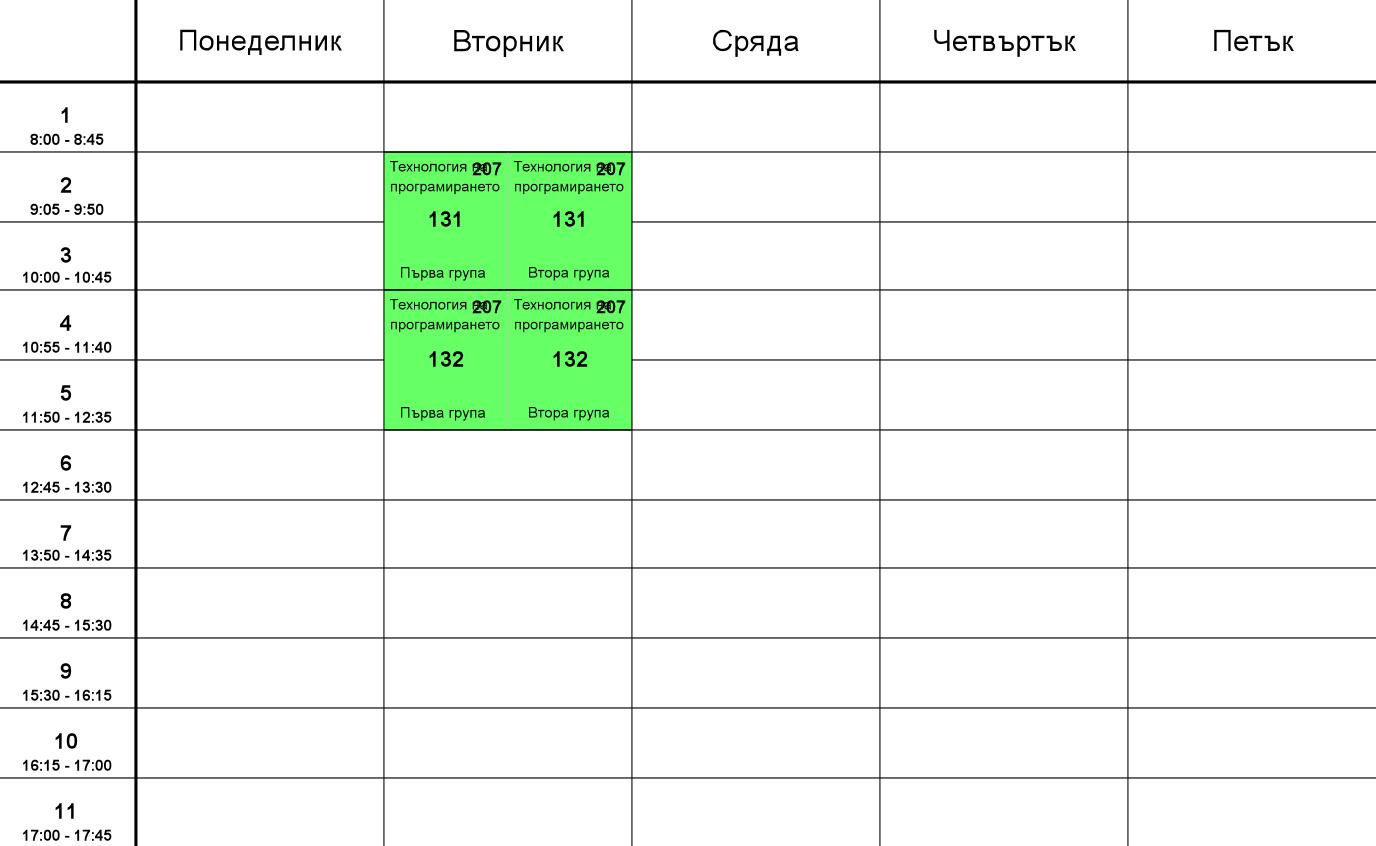 Понеделник Вторник Сряда Четвъртък Петък
1
8:00 - 8:45
2
9:05 - 9:50
Технология на 207 Технология на 207
програмирането програмирането
131 131
3
10:00 - 10:45
Първа група Втора група
4
10:55 - 11:40
Технология на 207 Технология на 207
програмирането програмирането
132 132
5
11:50 - 12:35
Първа група Втора група
6
12:45 - 13:30
7
13:50 - 14:35
8
14:45 - 15:30
9
15:30 - 16:15
10
16:15 - 17:00
11
17:00 - 17:45